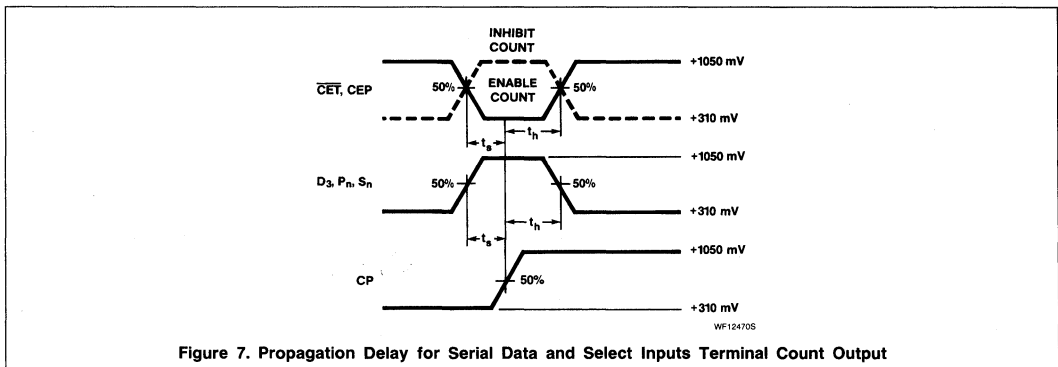 INHIBIT
COUNT
+1050 mV
C̅E̅T̅, CEP
50%
ENABLE
COUNT
50%
+310 mV
ts
th
+1050 mV
D3, Pn, Sn
50%
50%
+310 mV
ts
th
+1050 mV
CP
50%
+310 mV
WF12470S
Figure 7. Propagation Delay for Serial Data and Select Inputs Terminal Count Output